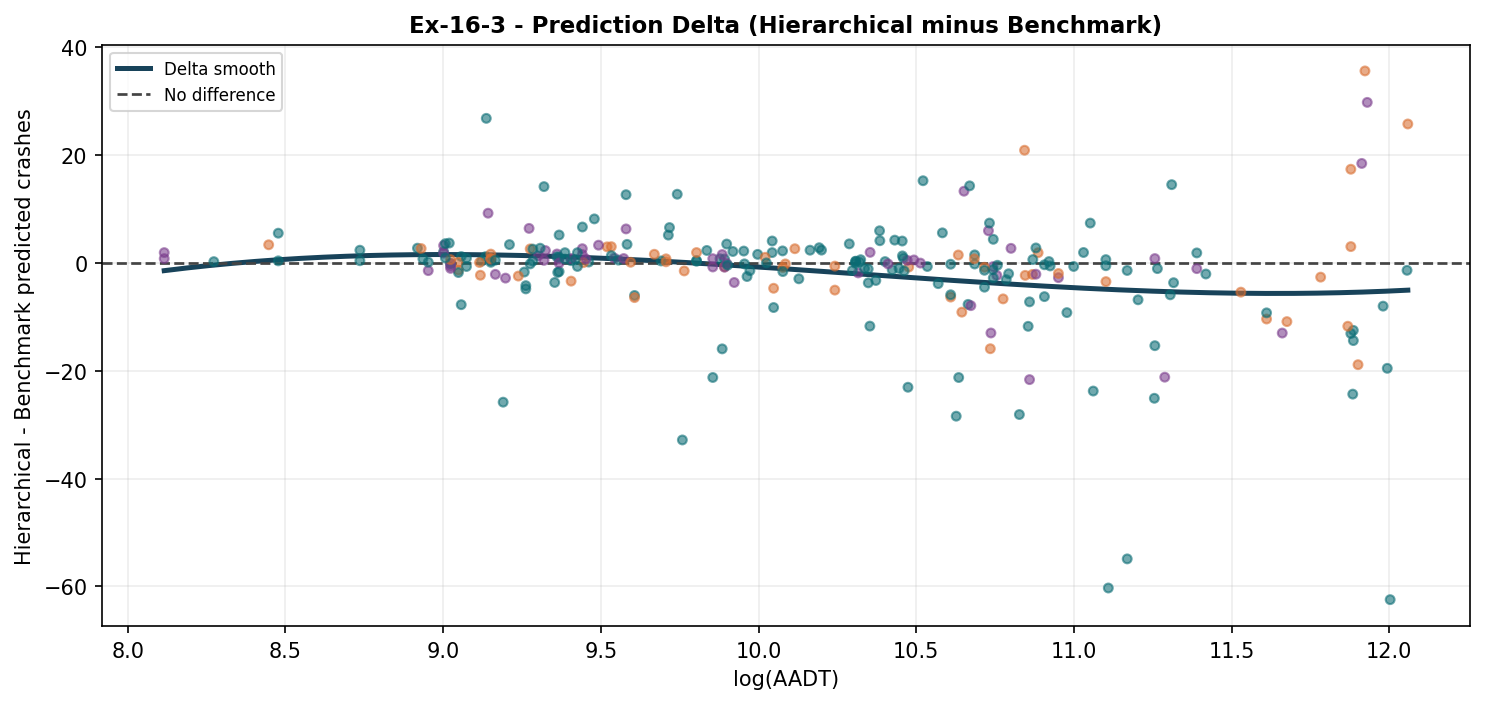 Ex-16-3 - Prediction Delta (Hierarchical minus Benchmark)
Delta smooth
No difference
Hierarchical - Benchmark predicted crashes
40
20
0
−20
−40
−60
8.0 8.5 9.0 9.5 10.0 10.5 11.0 11.5 12.0
log(AADT)